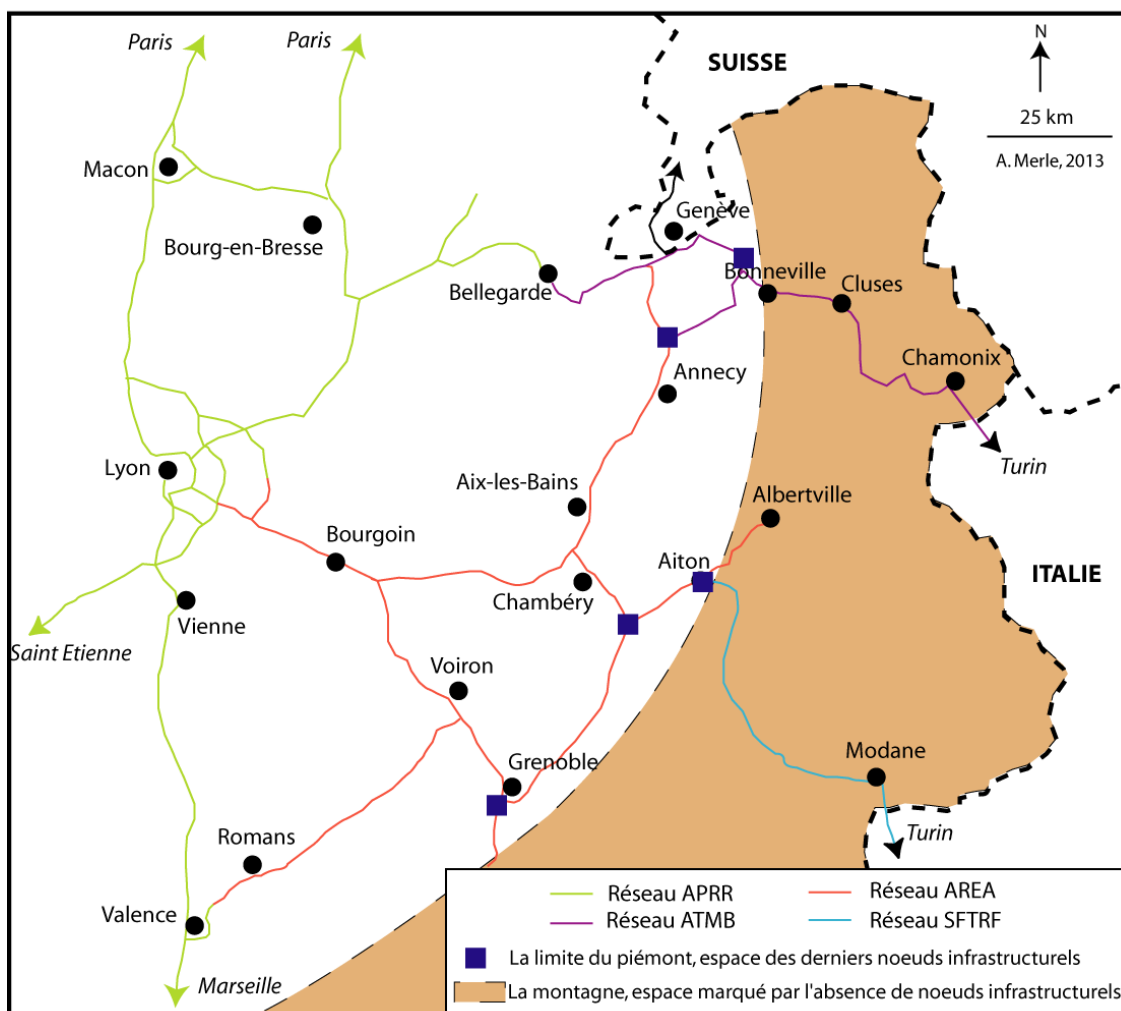 Paris
Paris
SUISSE
N
25 km
A. Merle, 2013
Macon
Bourg-en-Bresse
Genève
Bellegarde
Bonneville
Cluses
Chamonix
Annecy
Turin
Lyon
Aix-les-Bains
Albertville
Bourgoin
Aiton
ITALIE
Chambéry
Vienne
Saint Etienne
Voiron
Grenoble
Modane
Romans
Turin
Valence
Marseille
Réseau APRR
Réseau AREA
Réseau ATMB
Réseau SFTRF
La limite du piémont, espace des derniers noeuds infrastructurels
La montagne, espace marqué par l'absence de noeuds infrastructurels